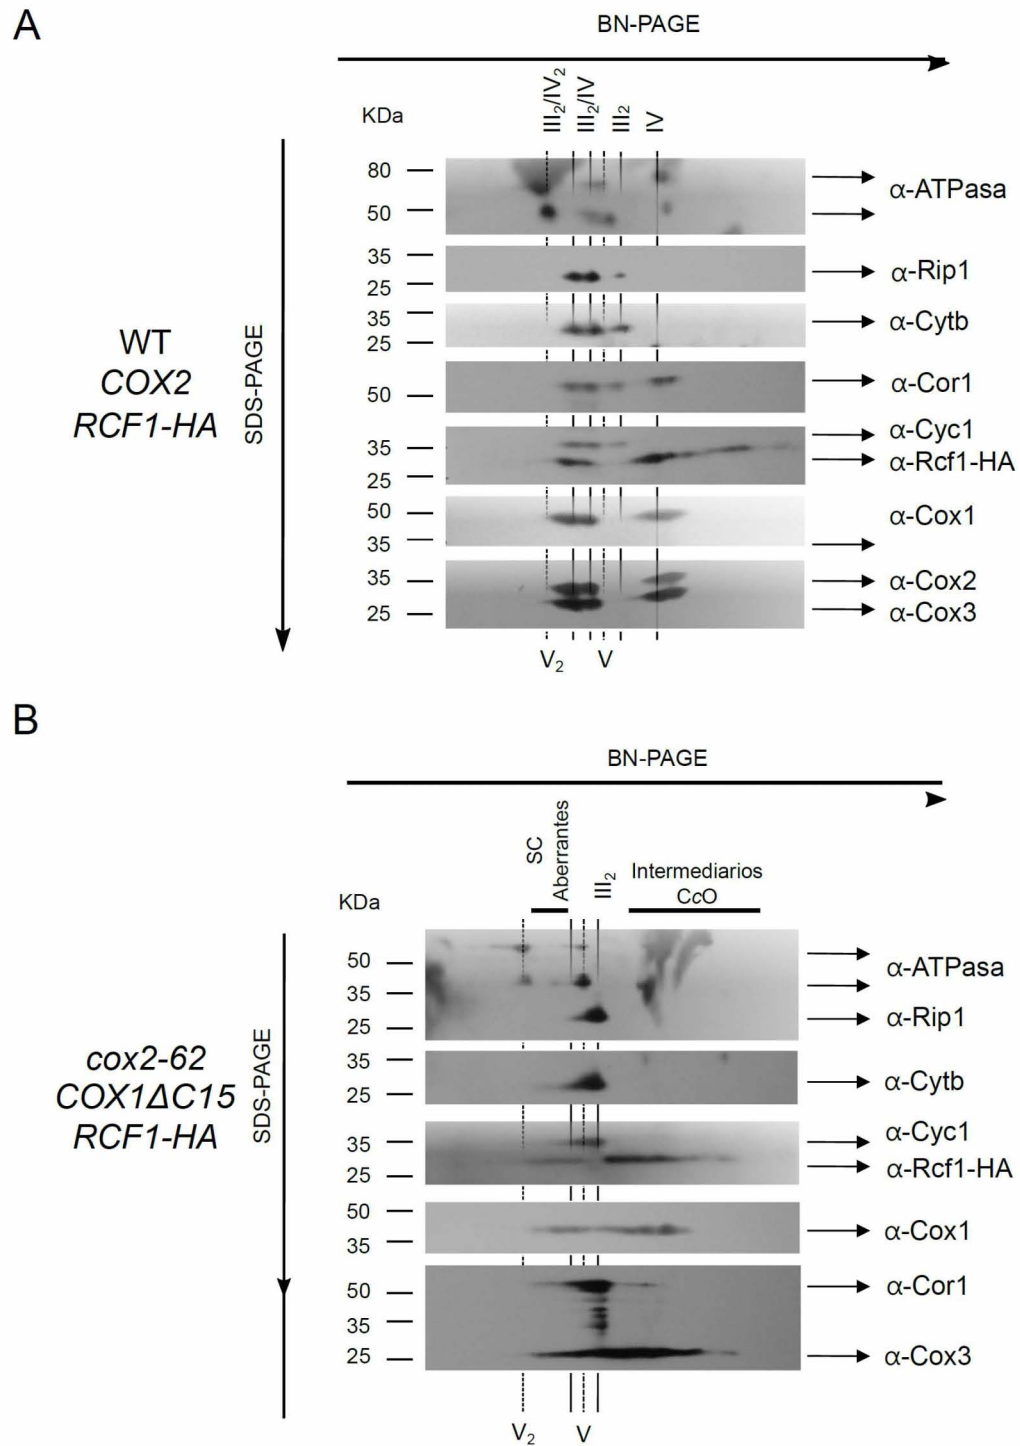 A
BN-PAGE
III₂/IV₂
III₂/IV
III₂
IV
KDa
80
50
α-ATPasa
35
25
α-Rip1
35
25
α-Cytb
50
α-Cor1
35
25
α-Cyc1
α-Rcf1-HA
50
35
α-Cox1
35
25
α-Cox2
α-Cox3
WT
COX2
RCF1-HA
SDS-PAGE
V₂
V
B
BN-PAGE
SC
Aberrantes
III₂
Intermediarios
CcO
KDa
50
35
25
α-ATPasa
α-Rip1
35
25
α-Cytb
35
25
α-Cyc1
α-Rcf1-HA
50
35
α-Cox1
50
35
25
α-Cor1
α-Cox3
cox2-62
COX1ΔC15
RCF1-HA
SDS-PAGE
V₂
V